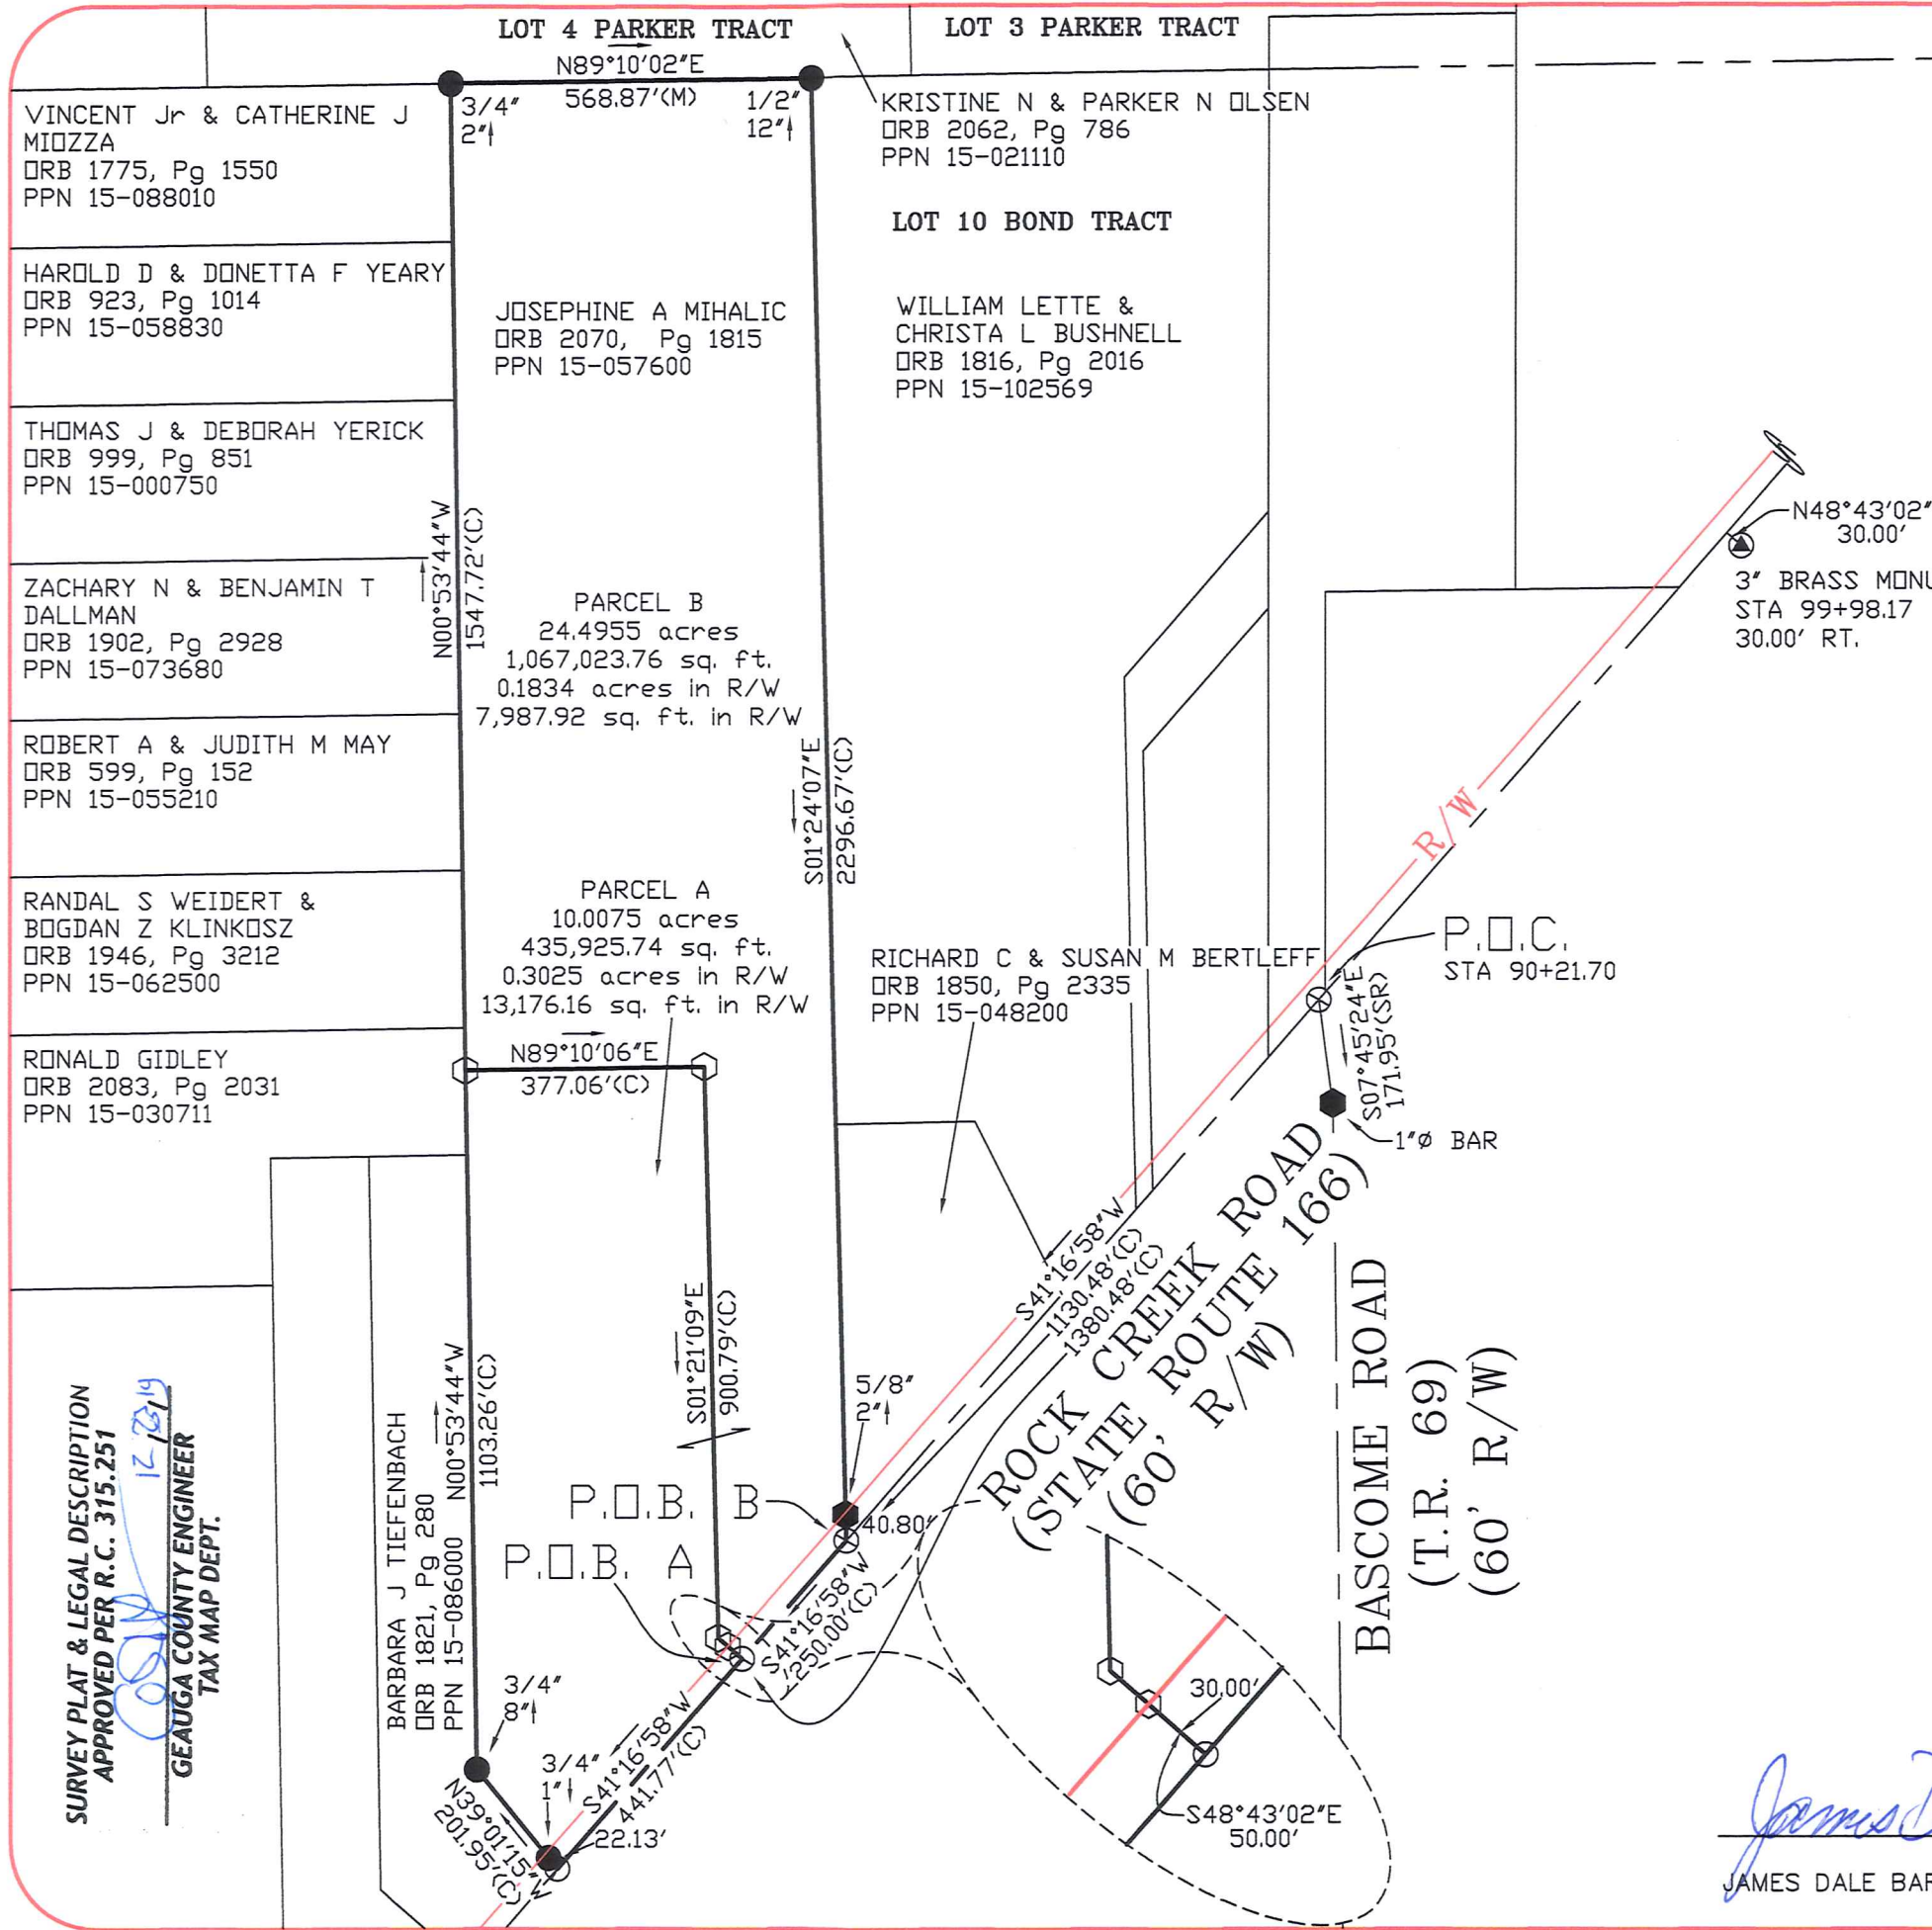 LOT 4 PARKER TRACT
LOT 3 PARKER TRACT
N89°10'02"E
568.87'(M)
3/4"
2"
1/2"
12"
VINCENT Jr & CATHERINE J
MIOZZA
ORB 1775, Pg 1550
PPN 15-088010
KRISTINE N & PARKER N OLSEN
ORB 2062, Pg 786
PPN 15-021110
LOT 10 BOND TRACT
HAROLD D & DONETTA F YEARY
ORB 923, Pg 1014
PPN 15-058830
JOSEPHINE A MIHALIC
ORB 2070, Pg 1815
PPN 15-057600
WILLIAM LETTE &
CHRISTA L BUSHNELL
ORB 1816, Pg 2016
PPN 15-102569
THOMAS J & DEBORAH YERICK
ORB 999, Pg 851
PPN 15-000750
N00°53'44"W
1547.72'(C)
N48°43'02"
30.00'
3" BRASS MONU
STA 99+98.17
30.00' RT.
ZACHARY N & BENJAMIN T
DALLMAN
ORB 1902, Pg 2928
PPN 15-073680
PARCEL B
24.4955 acres
1,067,023.76 sq. ft.
0.1834 acres in R/W
7,987.92 sq. ft. in R/W
ROBERT A & JUDITH M MAY
ORB 599, Pg 152
PPN 15-055210
S01°24'07"E
2296.67'(C)
R/W
RANDAL S WEIDERT &
BOGDAN Z KLINKOSZ
ORB 1946, Pg 3212
PPN 15-062500
PARCEL A
10.0075 acres
435,925.74 sq. ft.
0.3025 acres in R/W
13,176.16 sq. ft. in R/W
RICHARD C & SUSAN M BERTLEFF
ORB 1850, Pg 2335
PPN 15-048200
P.O.C.
STA 90+21.70
S07°45'24"E
171.95'(SR)
1"ø BAR
RONALD GIDLEY
ORB 2083, Pg 2031
PPN 15-030711
N89°10'06"E
377.06'(C)
S01°21'09"E
900.79'(C)
S41°16'58"W
1130.48'(C)
1380.48'(C)
ROCK CREEK ROAD
(STATE ROUTE 166)
(60' R/W)
BASCOME ROAD
(T.R. 69)
(60' R/W)
N00°53'44"W
1103.26'(C)
BARBARA J TIEFENBACH
ORB 1821, Pg 280
PPN 15-086000
5/8"
2"
P.O.B. B
40.80'
P.O.B. A
S41°16'58"W
250.00'(C)
3/4"
8"
3/4"
1"
S41°16'58"W
441.77'(C)
22.13'
N39°01'15"W
201.95'(C)
30.00'
S48°43'02"E
50.00'
SURVEY PLAT & LEGAL DESCRIPTION
APPROVED PER R.C. 315.251
GEAUGA COUNTY ENGINEER
TAX MAP DEPT.
James D
JAMES DALE BAR